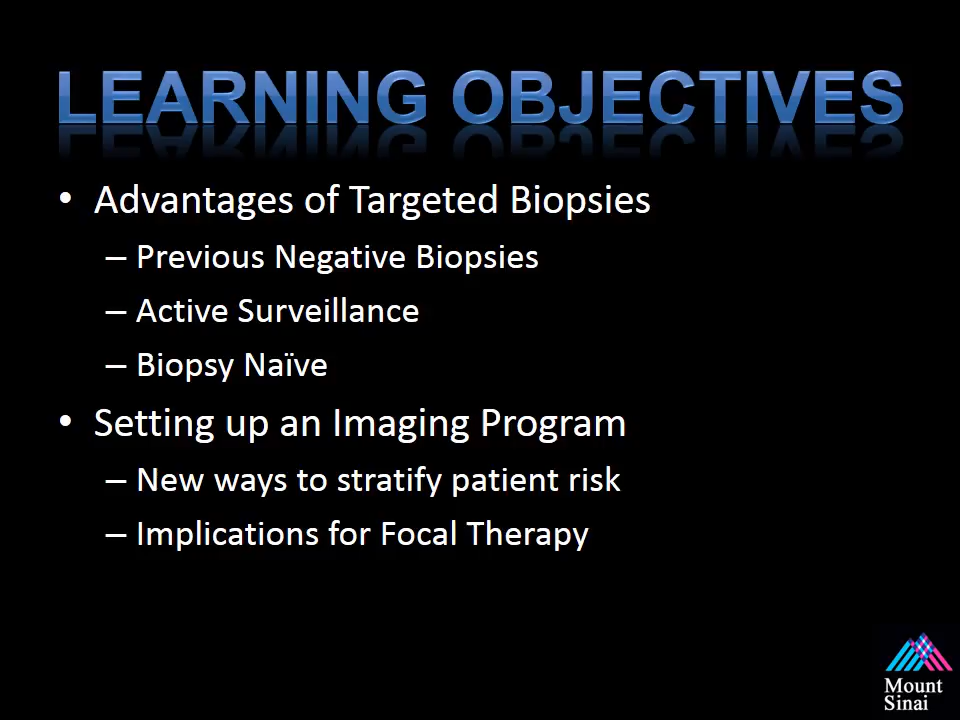 LEARNING OBJECTIVES
• Advantages of Targeted Biopsies
– Previous Negative Biopsies
– Active Surveillance
– Biopsy Naïve
• Setting up an Imaging Program
– New ways to stratify patient risk
– Implications for Focal Therapy
Mount
Sinai